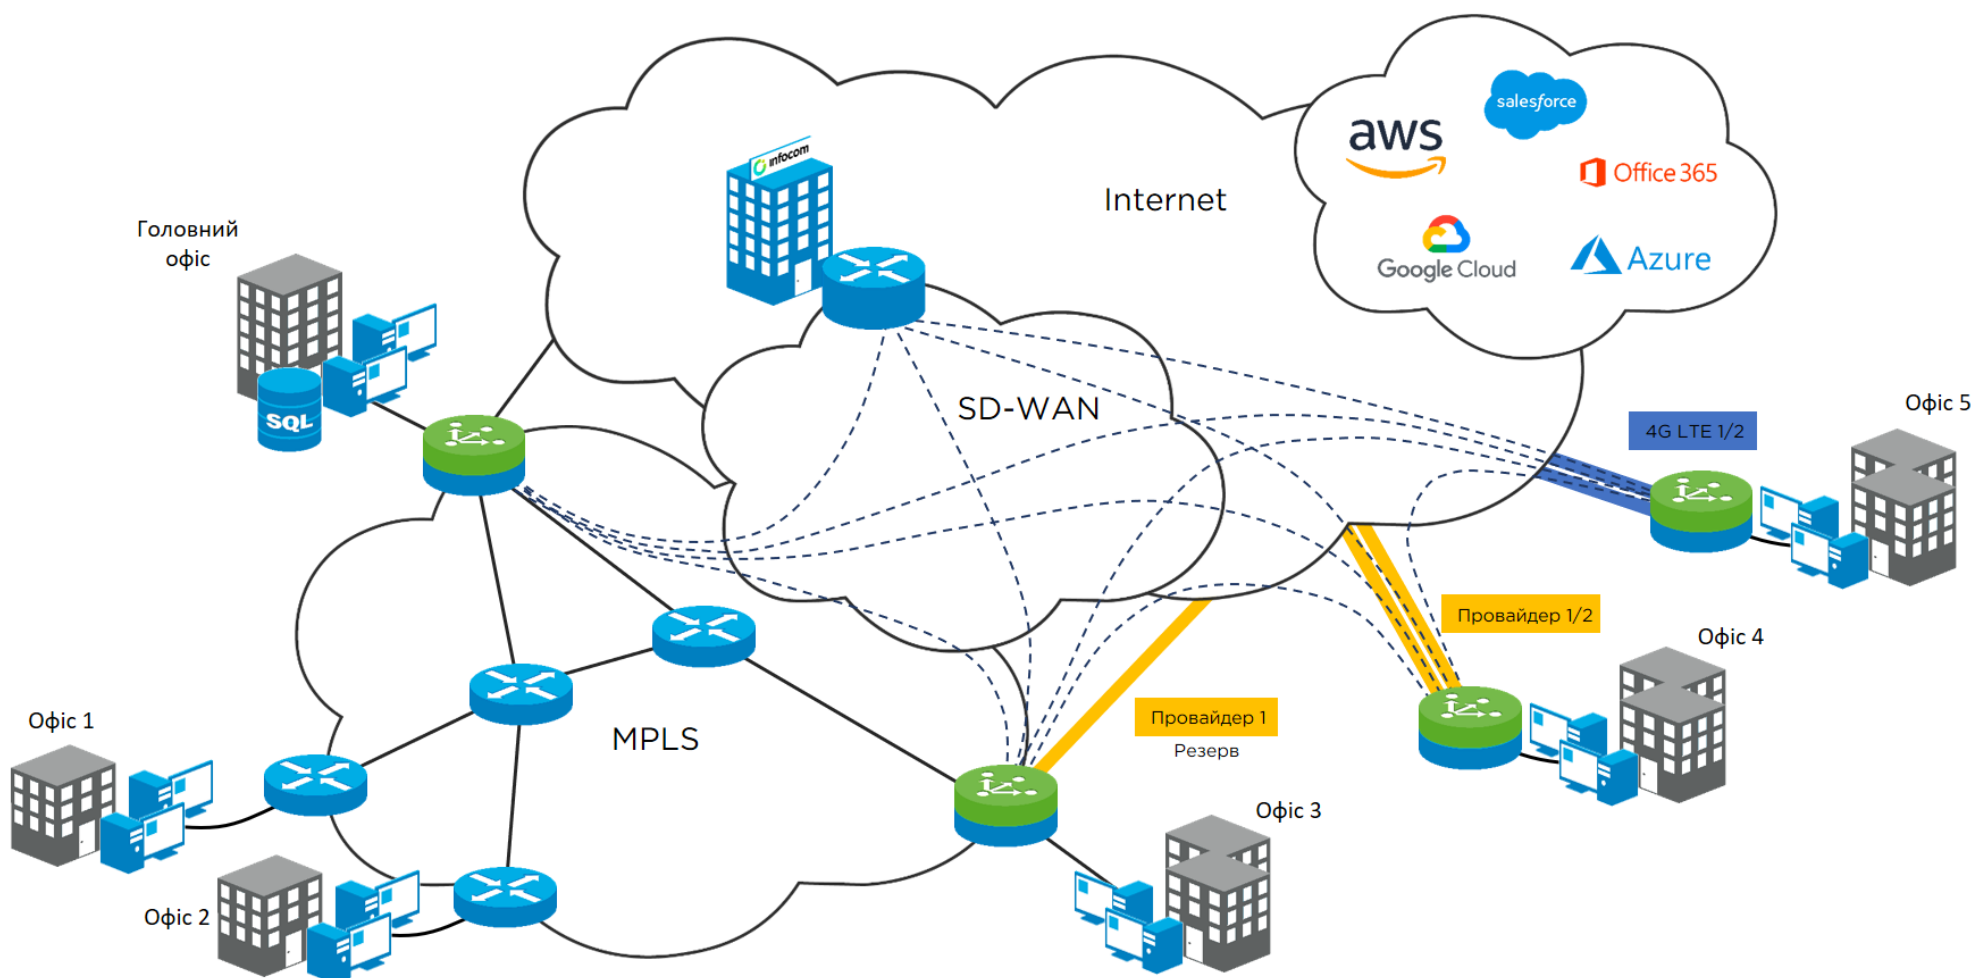 aws
salesforce
Office 365
Google Cloud
Azure
infocom
Internet
Головний
офіс
SQL
SD-WAN
4G LTE 1/2
Офіс 5
Провайдер 1/2
Офіс 4
Провайдер 1
Резерв
MPLS
Офіс 1
Офіс 3
Офіс 2